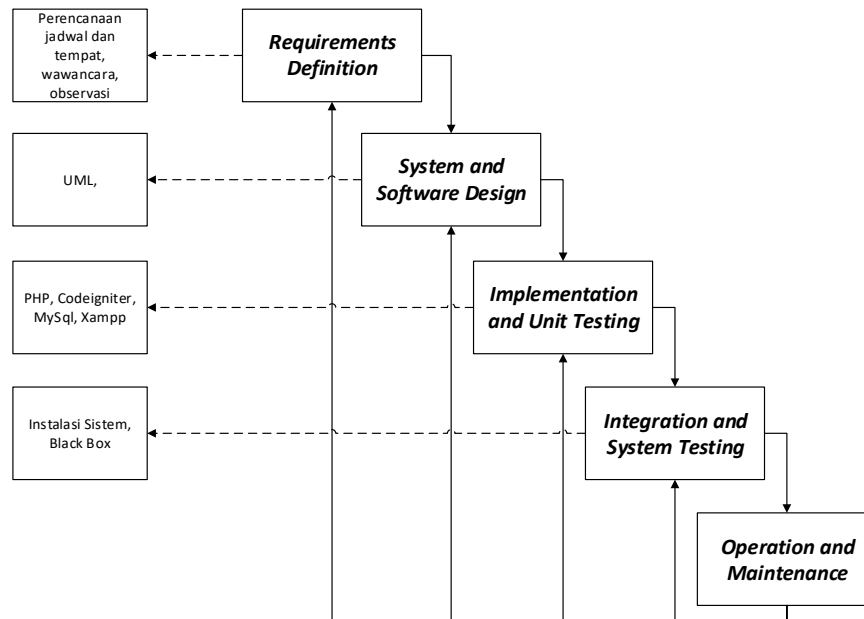 Perencanaan
jadwal dan
tempat,
wawancara,
observasi
Requirements
Definition
UML,
System and
Software Design
PHP, Codeigniter,
MySql, Xampp
Implementation
and Unit Testing
Instalasi Sistem,
Black Box
Integration and
System Testing
Operation and
Maintenance